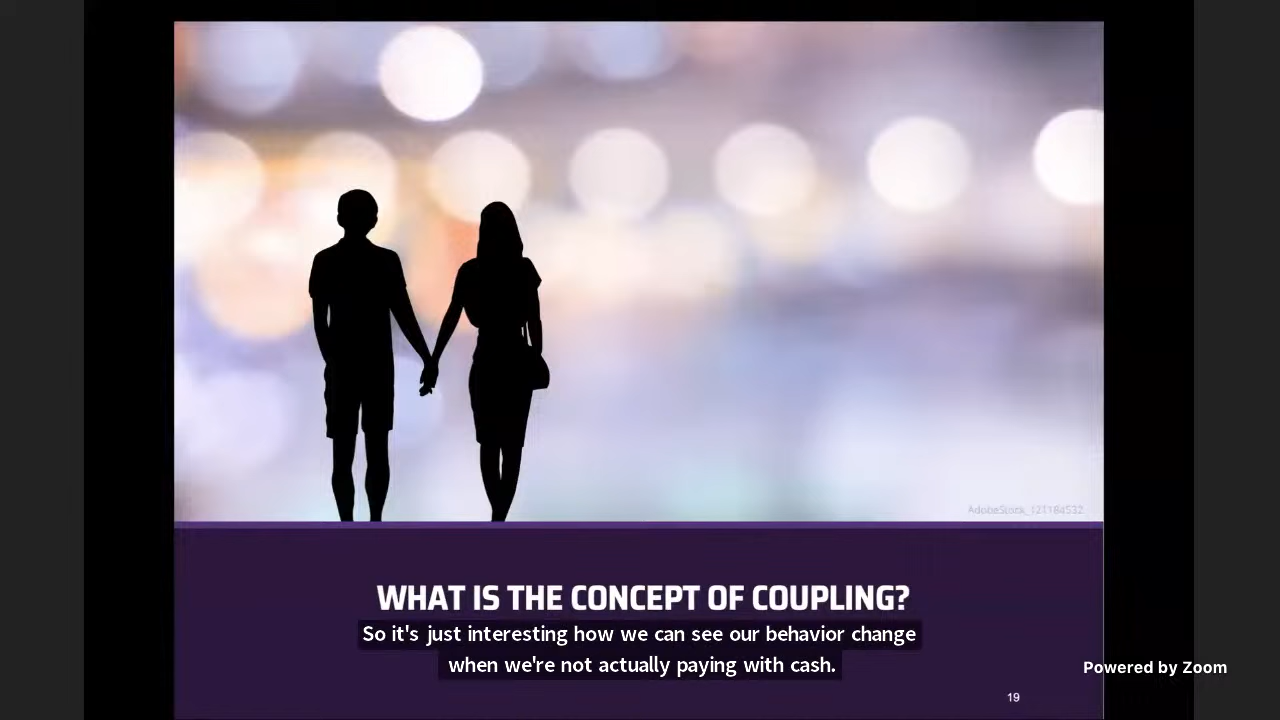 AdobeStock_121184532
WHAT IS THE CONCEPT OF COUPLING?
So it's just interesting how we can see our behavior change
when we're not actually paying with cash.
Powered by Zoom
19